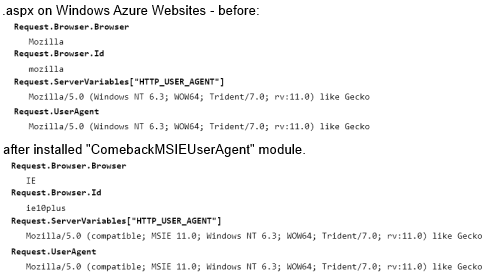 .aspx on Windows Azure Websites - before:
Request.Browser.Browser
Mozilla
Request.Browser.Id
mozilla
Request.ServerVariables["HTTP_USER_AGENT"]
Mozilla/5.0 (Windows NT 6.3; WOW64; Trident/7.0; rv:11.0) like Gecko
Request.UserAgent
Mozilla/5.0 (Windows NT 6.3; WOW64; Trident/7.0; rv:11.0) like Gecko
after installed "ComebackMSIEUserAgent" module.
Request.Browser.Browser
IE
Request.Browser.Id
ie10plus
Request.ServerVariables["HTTP_USER_AGENT"]
Mozilla/5.0 (compatible; MSIE 11.0; Windows NT 6.3; WOW64; Trident/7.0; rv:11.0) like Gecko
Request.UserAgent
Mozilla/5.0 (compatible; MSIE 11.0; Windows NT 6.3; WOW64; Trident/7.0; rv:11.0) like Gecko